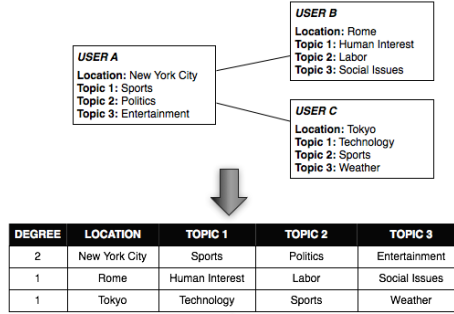 USER A
Location: New York City
Topic 1: Sports
Topic 2: Politics
Topic 3: Entertainment
USER B
Location: Rome
Topic 1: Human Interest
Topic 2: Labor
Topic 3: Social Issues
USER C
Location: Tokyo
Topic 1: Technology
Topic 2: Sports
Topic 3: Weather
DEGREE LOCATION TOPIC 1 TOPIC 2 TOPIC 3
2 New York City Sports Politics Entertainment
1 Rome Human Interest Labor Social Issues
1 Tokyo Technology Sports Weather